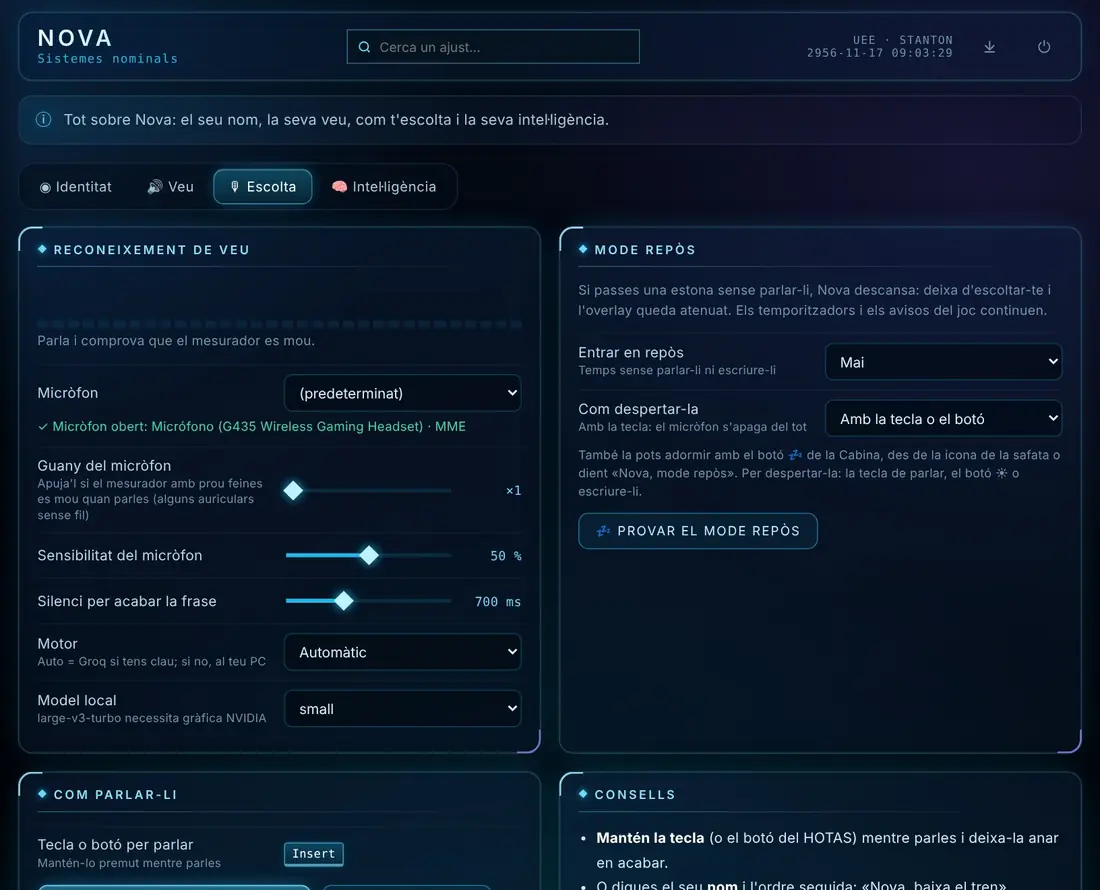 NOVA
Sistemes nominals
Cerca un ajust...
UEE · STANTON
2956-11-17 09:03:29
Tot sobre Nova: el seu nom, la seva veu, com t'escolta i la seva intel·ligència.
Identitat
Veu
Escolta
Intel·ligència
RECONEIXEMENT DE VEU
Parla i comprova que el mesurador es mou.
Micròfon
(predeterminat)
✓ Micròfon obert: Micrófono (G435 Wireless Gaming Headset) · MME
Guany del micròfon
Apuja'l si el mesurador amb prou feines
es mou quan parles (alguns auriculars
sense fil)
×1
Sensibilitat del micròfon
50 %
Silenci per acabar la frase
700 ms
Motor
Auto = Groq si tens clau; si no, al teu PC
Automàtic
Model local
large-v3-turbo necessita gràfica NVIDIA
small
MODE REPÒS
Si passes una estona sense parlar-li, Nova descansa: deixa d'escoltar-te i
l'overlay queda atenuat. Els temporitzadors i els avisos del joc continuen.
Entrar en repòs
Temps sense parlar-li ni escriure-li
Mai
Com despertar-la
Amb la tecla: el micròfon s'apaga del tot
Amb la tecla o el botó
També la pots adormir amb el botó 💤 de la Cabina, des de la icona de la safata o
dient «Nova, mode repòs». Per despertar-la: la tecla de parlar, el botó ☀ o
escriure-li.
💤 PROVAR EL MODE REPÒS
COM PARLAR-LI
Tecla o botó per parlar
Mantén-lo premut mentre parles
Insert
CONSELLS
• Mantén la tecla (o el botó del HOTAS) mentre parles i deixa-la anar
en acabar.
• O digues el seu nom i l'ordre seguida: «Nova, baixa el tren».